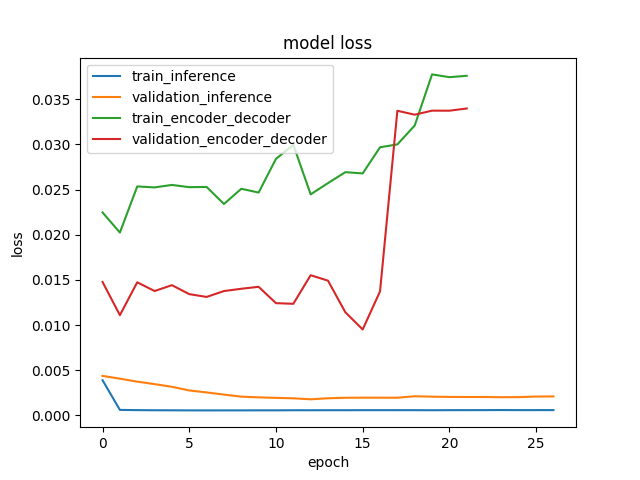 model loss
train_inference
validation_inference
train_encoder_decoder
validation_encoder_decoder
0.035
0.030
0.025
0.020
0.015
0.010
0.005
0.000
loss
0 5 10 15 20 25
epoch